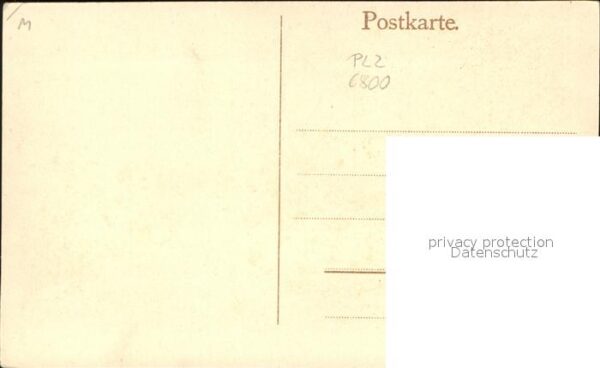 M
Postkarte.
PLZ
6800
privacy protection
Datenschutz